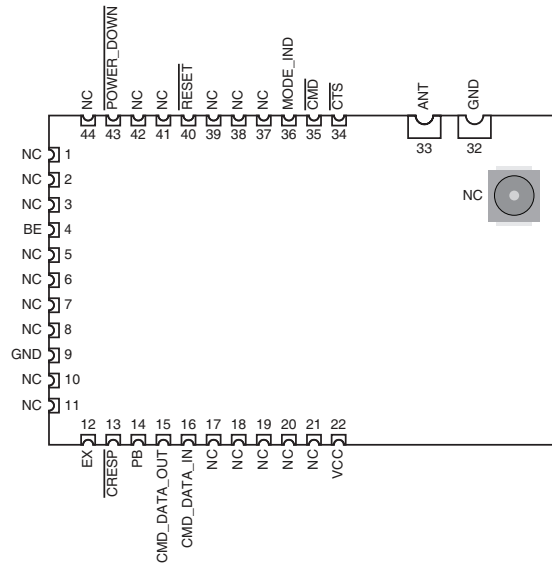 NC
POWER_DOWN
NC
NC
RESET
NC
NC
NC
MODE_IND
CMD
CTS
ANT
GND
44
43
42
41
40
39
38
37
36
35
34
33
32
NC 1
NC 2
NC 3
BE 4
NC 5
NC 6
NC 7
NC 8
GND 9
NC 10
NC 11
NC
12
13
14
15
16
17
18
19
20
21
22
EX
CRESP
PB
CMD_DATA_OUT
CMD_DATA_IN
NC
NC
NC
NC
NC
VCC